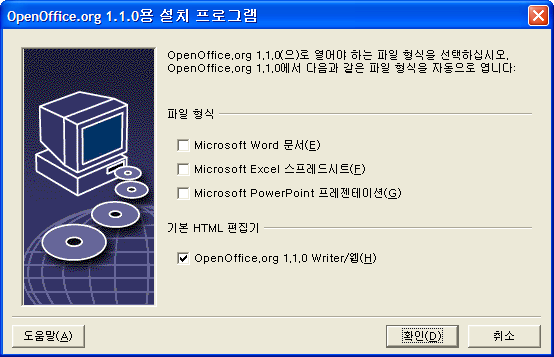 OpenOffice.org 1.1.0용 설치 프로그램
OpenOffice.org 1.1.0(으)로 열어야 하는 파일 형식을 선택하십시오.
OpenOffice.org 1.1.0에서 다음과 같은 파일 형식을 자동으로 엽니다:
파일 형식
Microsoft Word 문서(E)
Microsoft Excel 스프레드시트(F)
Microsoft PowerPoint 프레젠테이션(G)
기본 HTML 편집기
OpenOffice.org 1.1.0 Writer/웹(H)
도움말(A)
확인(D)
취소